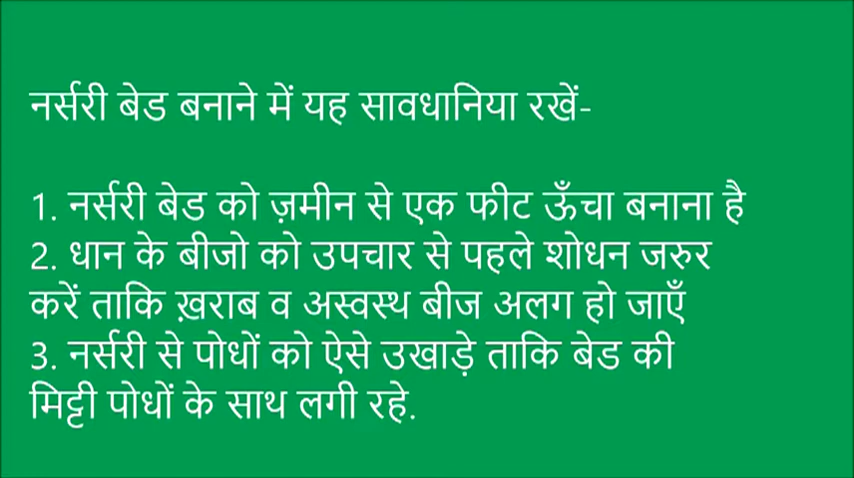 नर्सरी बेड बनाने में यह सावधानिया रखें-
1. नर्सरी बेड को ज़मीन से एक फीट ऊँचा बनाना है
2. धान के बीजो को उपचार से पहले शोधन जरुर
करें ताकि ख़राब व अस्वस्थ बीज अलग हो जाएँ
3. नर्सरी से पोधों को ऐसे उखाड़े ताकि बेड की
मिट्टी पोधों के साथ लगी रहे.